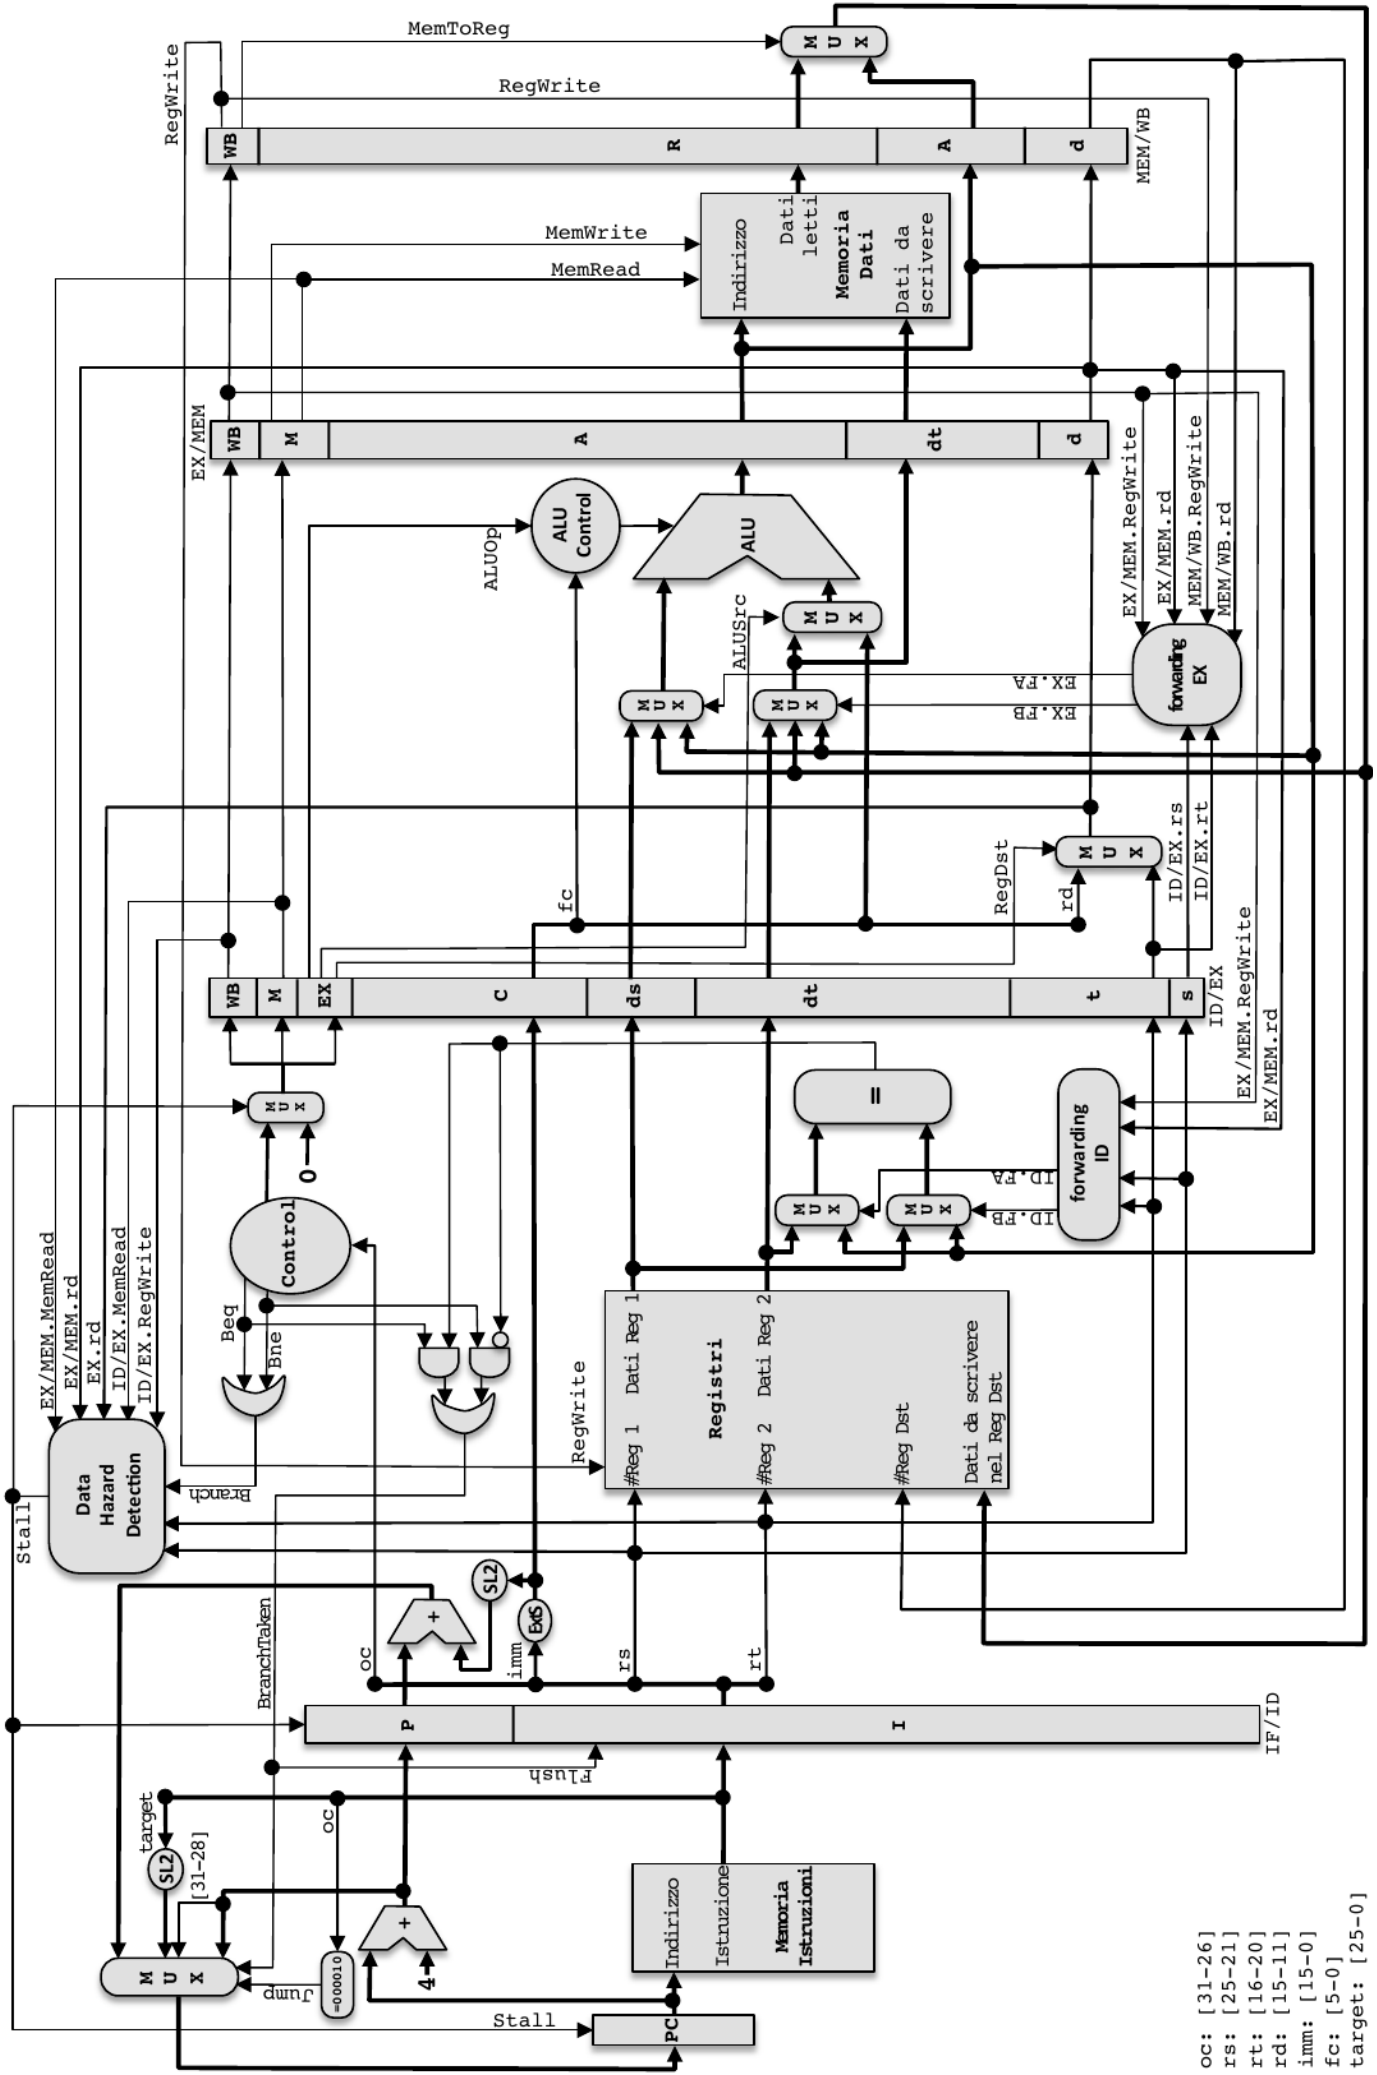 Stall
Data
Hazard
Detection
EX/MEM.MemRead
EX/MEM.rd
EX.rd
ID/EX.MemRead
ID/EX.RegWrite
Branch
Beq
Bne
Control
M
U
X
0
BranchTaken
M
U
X
target
SL2
[31-28]
oc
Jump
=000010
+
4
Stall
PC
Indirizzo
Istruzione
Memoria
Istruzioni
Flush
P
I
IF/ID
oc
+
SL2
imm
ExtS
rs
rt
RegWrite
#Reg 1
Dati Reg 1
Registri
#Reg 2
Dati Reg 2
#Reg Dst
Dati da scrivere
nel Reg Dst
M
U
X
M
U
X
=
ID.FA
ID.FB
forwarding
ID
EX/MEM.RegWrite
EX/MEM.rd
WB
M
EX
C
ds
dt
t
s
ID/EX
fc
RegDst
rd
M
U
X
ID/EX.rs
ID/EX.rt
M
U
X
M
U
X
EX.FA
EX.FB
forwarding
EX
ALUSrc
M
U
X
ALUOp
ALU
Control
ALU
EX/MEM.RegWrite
EX/MEM.rd
MEM/WB.RegWrite
MEM/WB.rd
EX/MEM
WB
M
A
dt
d
MemWrite
MemRead
Indirizzo
Dati
letti
Memoria
Dati
Dati da
scrivere
WB
R
A
d
MEM/WB
RegWrite
MemToReg
RegWrite
M
U
X
oc: [31-26]
rs: [25-21]
rt: [16-20]
rd: [15-11]
imm: [15-0]
fc: [5-0]
target: [25-0]